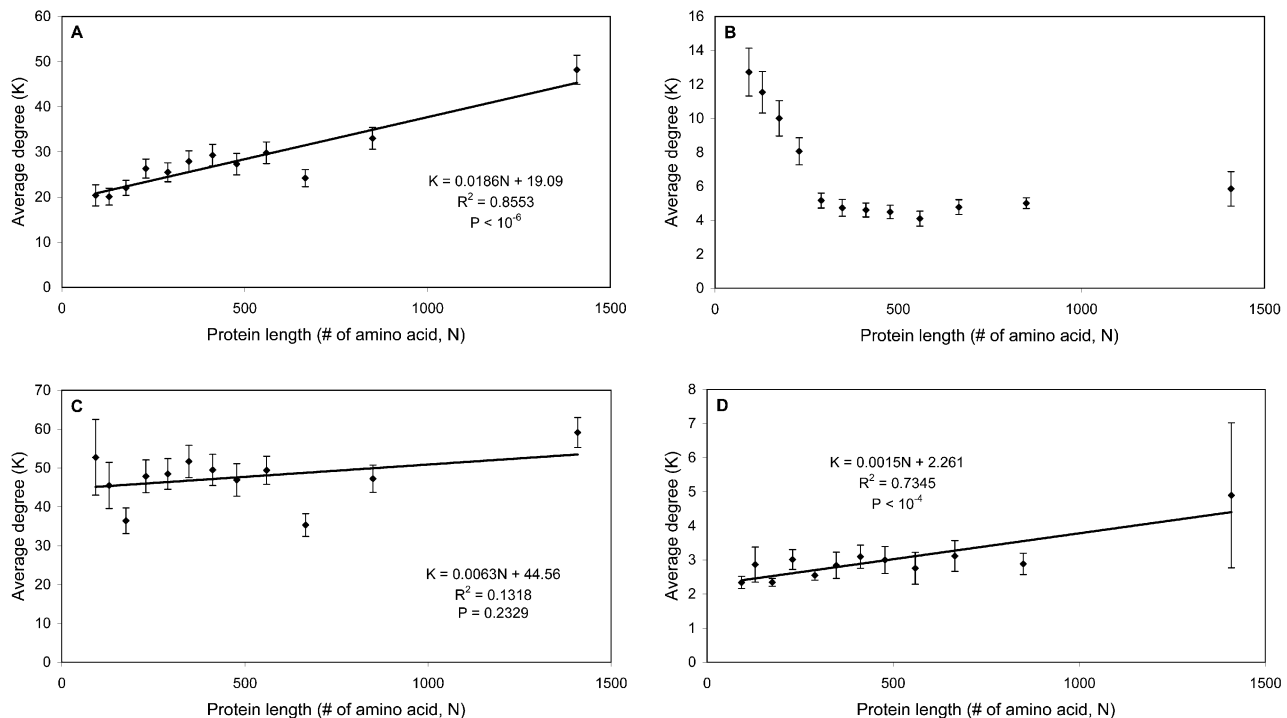 A
60
50
40
30
20
10
0
Average degree (K)
K = 0.0186N + 19.09
R² = 0.8553
P < 10⁻⁶
0 500 1000 1500
Protein length (# of amino acid, N)
B
16
14
12
10
8
6
4
2
0
Average degree (K)
0 500 1000 1500
Protein length (# of amino acid, N)
C
70
60
50
40
30
20
10
0
Average degree (K)
K = 0.0063N + 44.56
R² = 0.1318
P = 0.2329
0 500 1000 1500
Protein length (# of amino acid, N)
D
8
7
6
5
4
3
2
1
0
Average degree (K)
K = 0.0015N + 2.261
R² = 0.7345
P < 10⁻⁴
0 500 1000 1500
Protein length (# of amino acid, N)